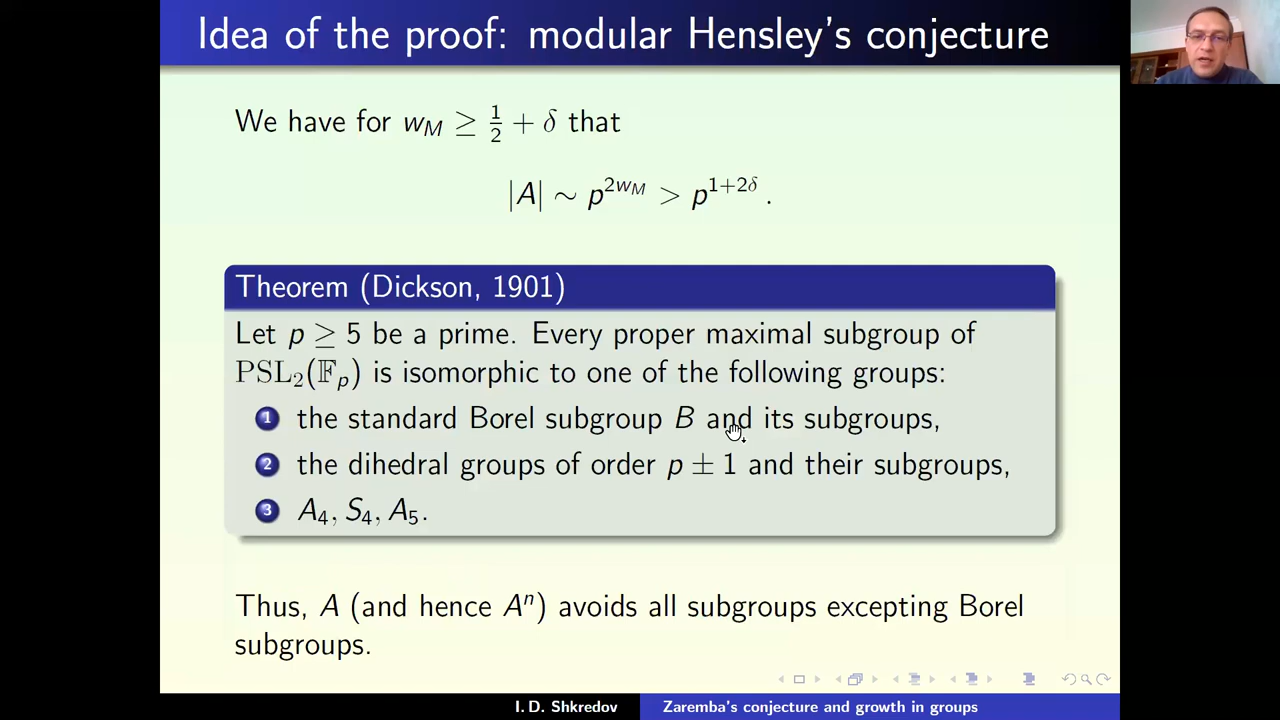 Idea of the proof: modular Hensley's conjecture
We have for w_M ≥ 1/2 + δ that
|A| ∼ p^{2w_M} > p^{1+2δ} .
Theorem (Dickson, 1901)
Let p ≥ 5 be a prime. Every proper maximal subgroup of
PSL_2(𝔽_p) is isomorphic to one of the following groups:
1 the standard Borel subgroup B and its subgroups,
2 the dihedral groups of order p ± 1 and their subgroups,
3 A_4, S_4, A_5.
Thus, A (and hence A^n) avoids all subgroups excepting Borel
subgroups.
I. D. Shkredov Zaremba's conjecture and growth in groups